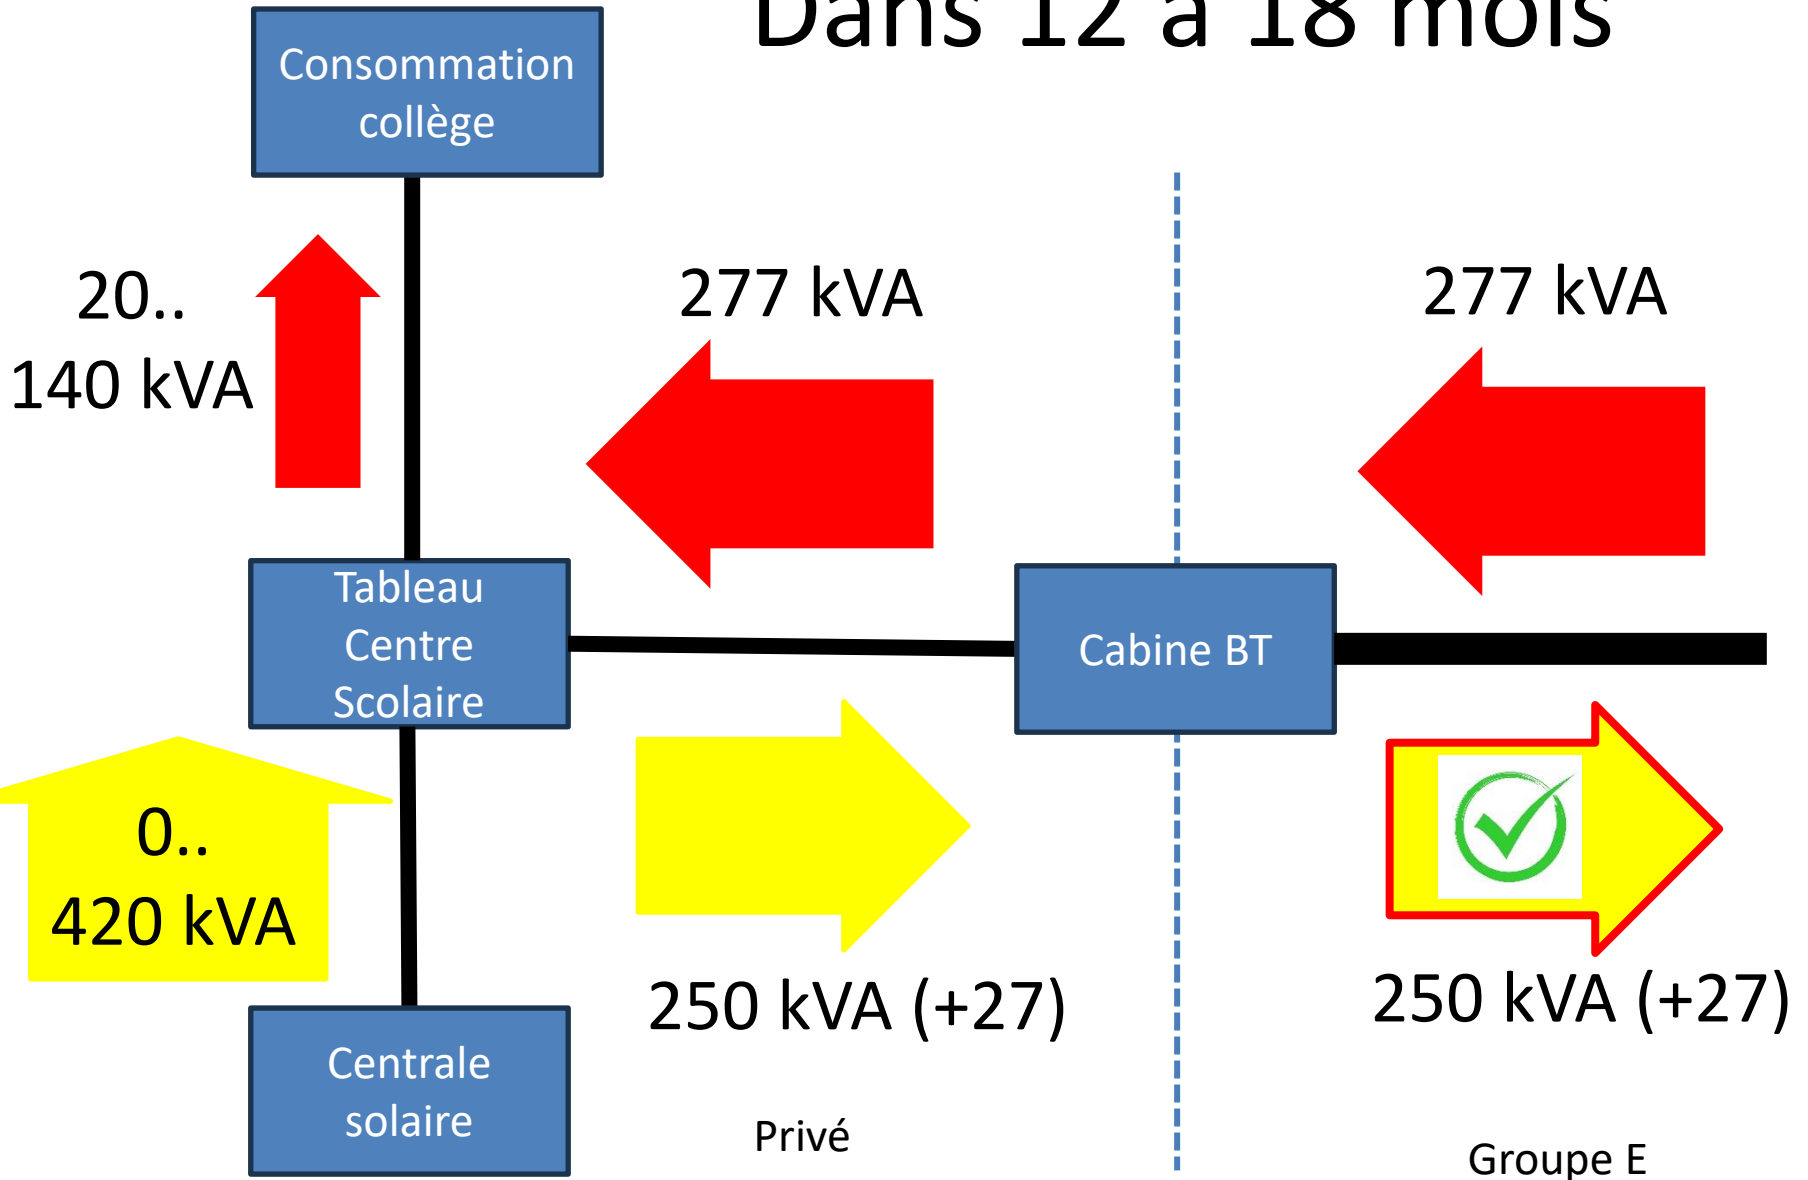 Dans 12 à 18 mois
Consommation
collège
20..
140 kVA
277 kVA
277 kVA
Tableau
Centre
Scolaire
Cabine BT
0..
420 kVA
250 kVA (+27)
250 kVA (+27)
Centrale
solaire
Privé
Groupe E